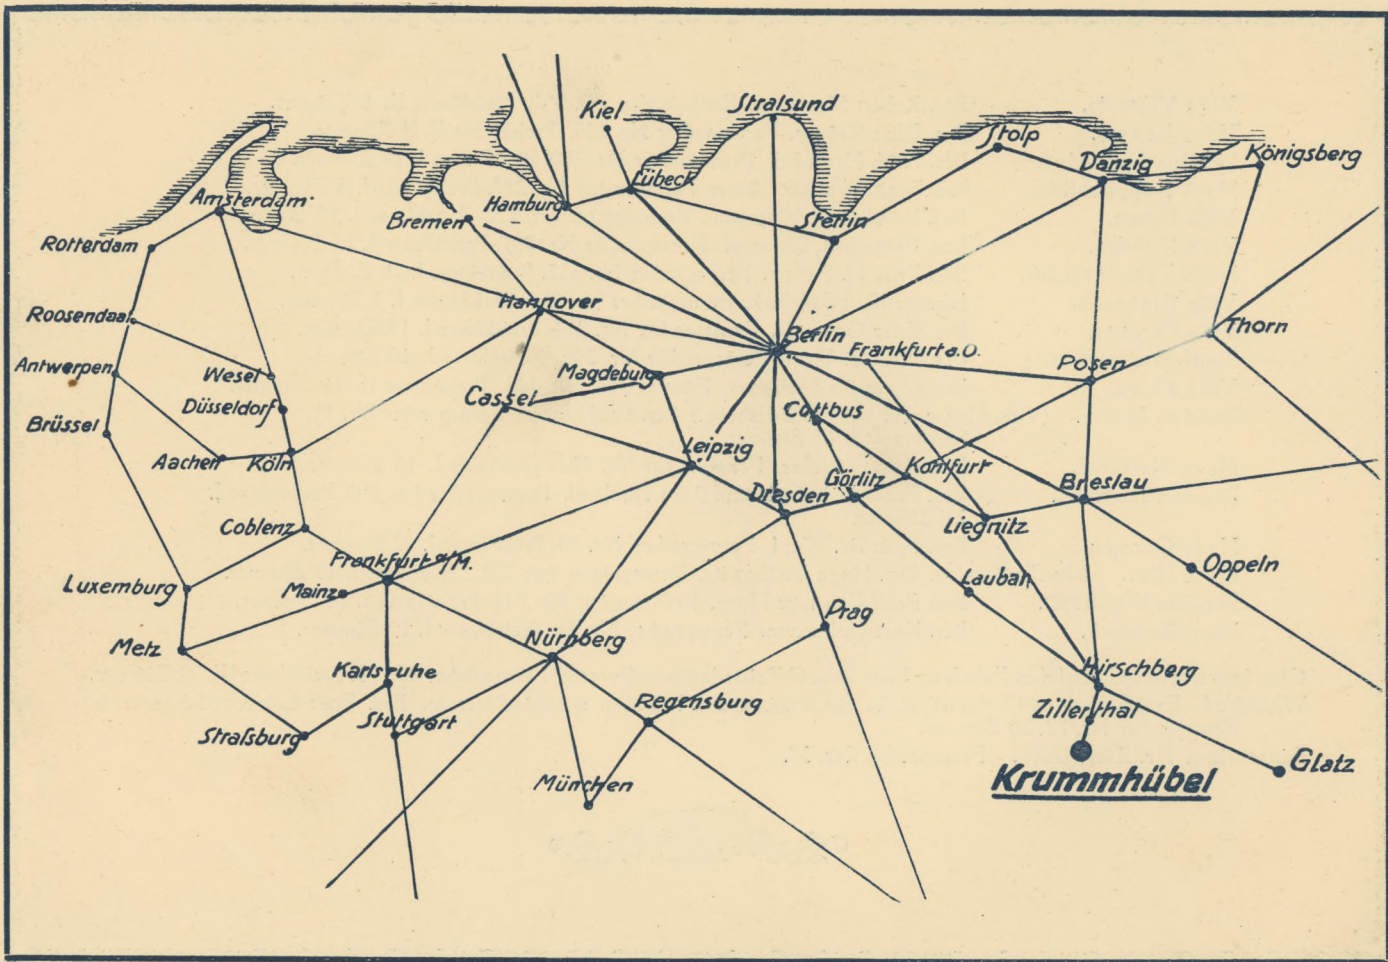 Kiel
Stralsund
Stolp
Danzig
Königsberg
Amsterdam
Lübeck
Hamburg
Bremen
Stettin
Rotterdam
Hannover
Roosendaal
Berlin
Thorn
Frankfurt a.O.
Posen
Antwerpen
Wesel
Magdeburg
Düsseldorf
Cassel
Cottbus
Brüssel
Leipzig
Aachen
Köln
Görlitz
Kohlfurt
Breslau
Dresden
Liegnitz
Coblenz
Frankfurt a/M.
Oppeln
Luxemburg
Mainz
Lauban
Prag
Metz
Nürnberg
Karlsruhe
Hirschberg
Regensburg
Zillerthal
Straßburg
Stuttgart
Glatz
München
Krummhübel